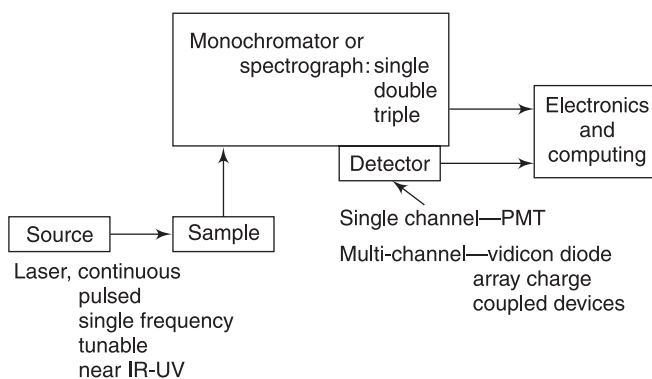 Monochromator or
spectrograph: single
double
triple
Electronics
and
computing
Detector
Single channel—PMT
Source
Sample
Multi-channel—vidicon diode
array charge
coupled devices
Laser, continuous
pulsed
single frequency
tunable
near IR-UV